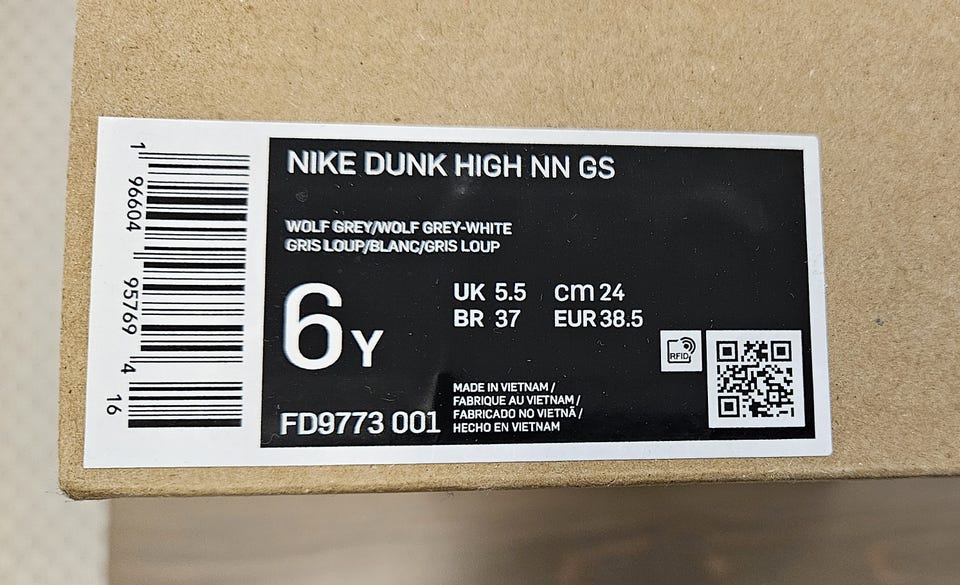 NIKE DUNK HIGH NN GS
WOLF GREY/WOLF GREY-WHITE
GRIS LOUP/BLANC/GRIS LOUP
6Y
UK 5.5 cm 24
BR 37 EUR 38.5
RFID
MADE IN VIETNAM /
FABRIQUE AU VIETNAM /
FABRICADO NO VIETNÃ /
HECHO EN VIETNAM
FD9773 001
1 96604 95769 4
16